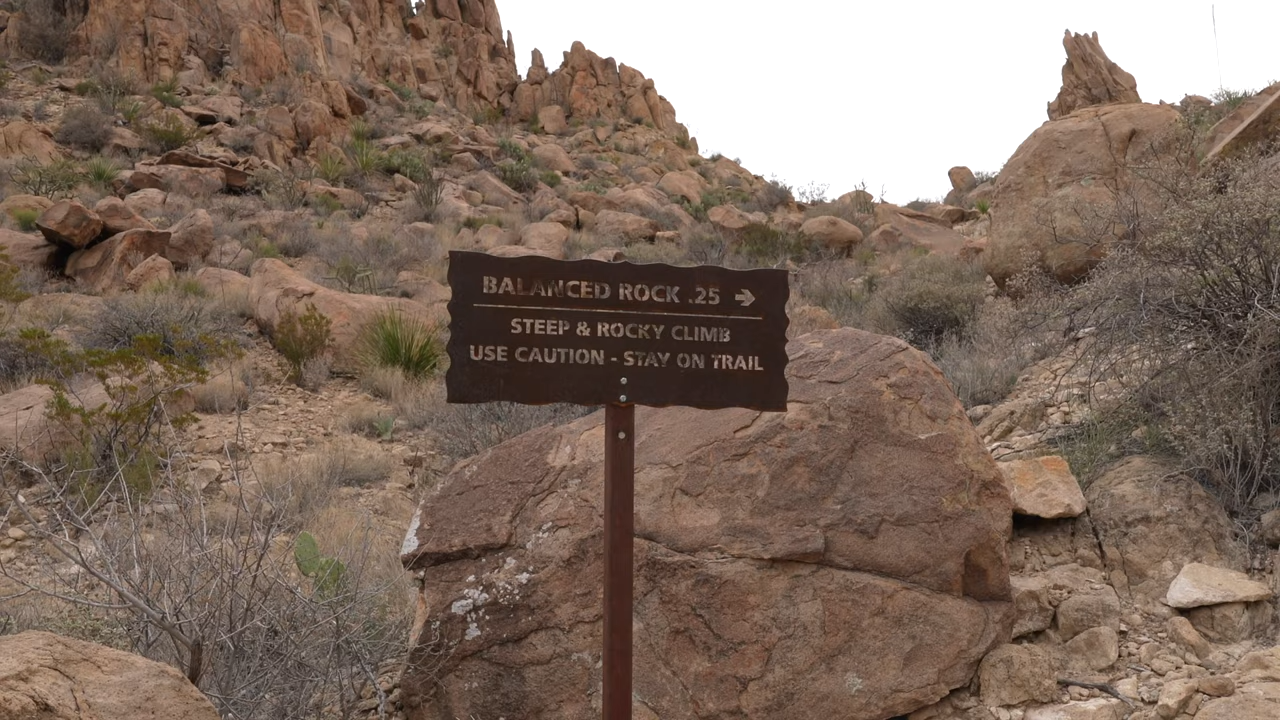 BALANCED ROCK .25 →
STEEP & ROCKY CLIMB
USE CAUTION - STAY ON TRAIL